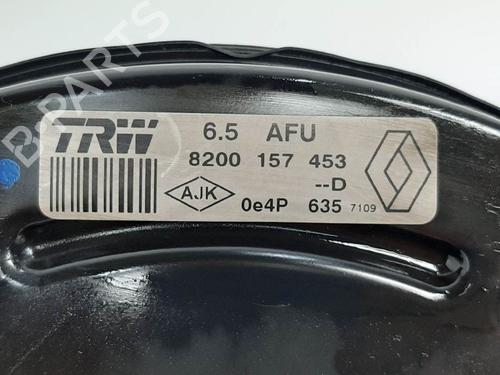 TRW
6.5 AFU
8200 157 453
--D
AJK
0e4P 635 7109
B-PARTS